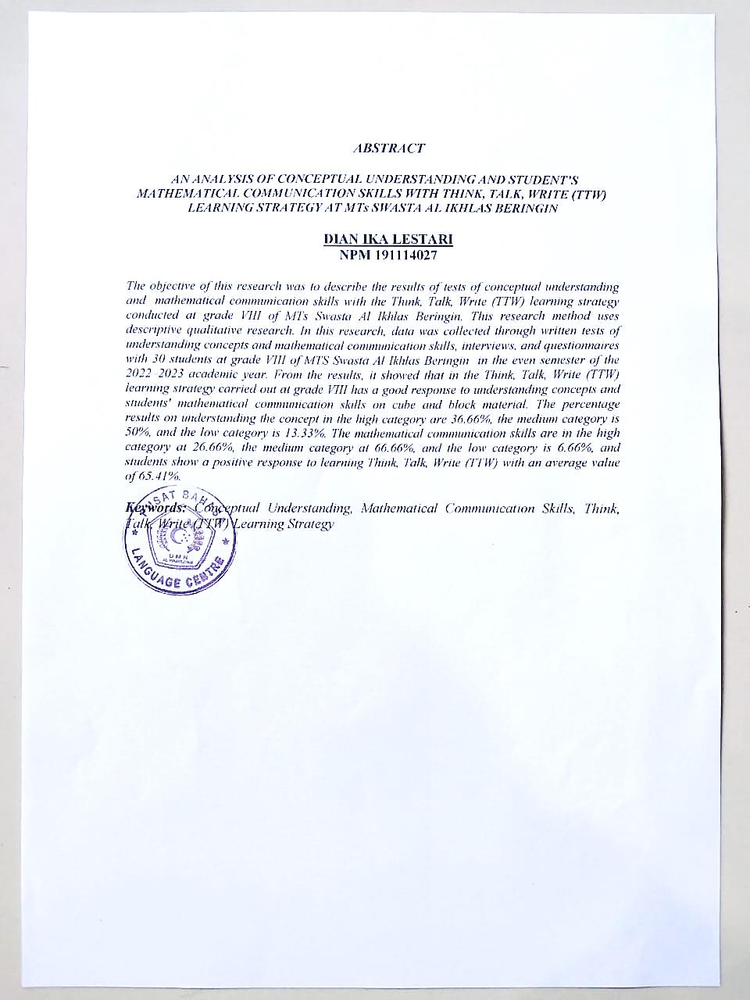 ABSTRACT
AN ANALYSIS OF CONCEPTUAL UNDERSTANDING AND STUDENT'S
MATHEMATICAL COMMUNICATION SKILLS WITH THINK, TALK, WRITE (TTW)
LEARNING STRATEGY AT MTs SWASTA AL IKHLAS BERINGIN
DIAN IKA LESTARI
NPM 191114027
The objective of this research was to describe the results of tests of conceptual understanding
and mathematical communication skills with the Think, Talk, Write (TTW) learning strategy
conducted at grade VIII of MTs Swasta Al Ikhlas Beringin. This research method uses
descriptive qualitative research. In this research, data was collected through written tests of
understanding concepts and mathematical communication skills, interviews, and questionnaires
with 30 students at grade VIII of MTS Swasta Al Ikhlas Beringin in the even semester of the
2022-2023 academic year. From the results, it showed that in the Think, Talk, Write (TTW)
learning strategy carried out at grade VIII has a good response to understanding concepts and
students' mathematical communication skills on cube and block material. The percentage
results on understanding the concept in the high category are 36.66%, the medium category is
50%, and the low category is 13.33%. The mathematical communication skills are in the high
category at 26.66%, the medium category at 66.66%, and the low category is 6.66%, and
students show a positive response to learning Think, Talk, Write (TTW) with an average value
of 65.41%.
Keywords: Conceptual Understanding, Mathematical Communication Skills, Think,
Talk, Write (TTW) Learning Strategy
PUSAT BAHASA
UMN
LANGUAGE CENTRE